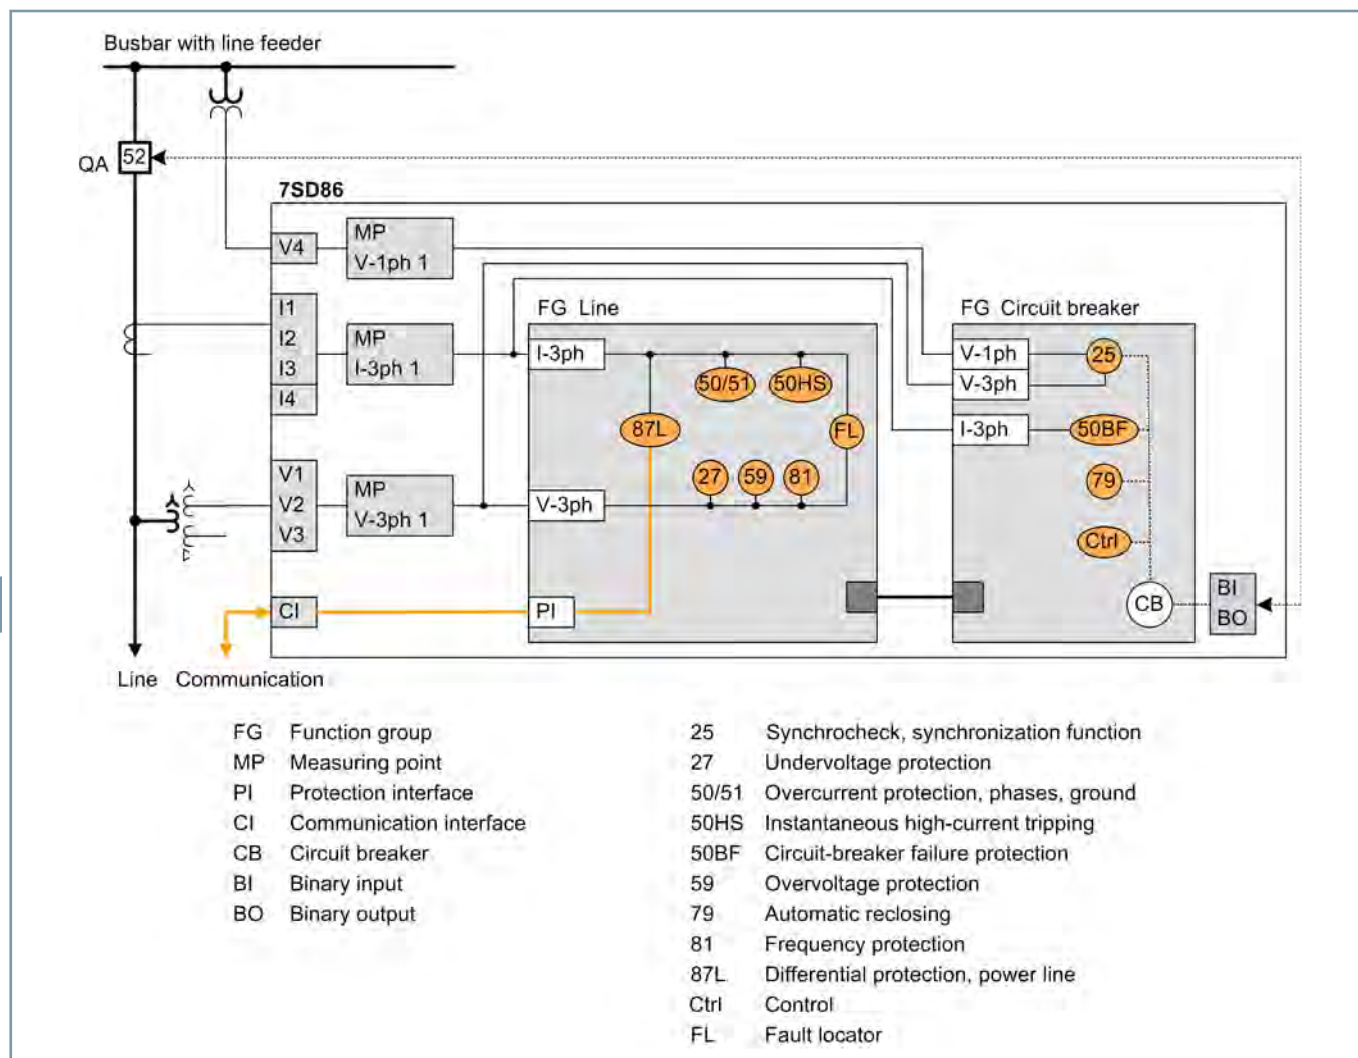 Busbar with line feeder
QA
52
7SD86
V4
MP
V-1ph 1
I1
I2
I3
I4
MP
I-3ph 1
V1
V2
V3
MP
V-3ph 1
CI
FG Line
I-3ph
50/51
50HS
87L
FL
27
59
81
V-3ph
PI
FG Circuit breaker
V-1ph
25
V-3ph
I-3ph
50BF
79
Ctrl
CB
BI
BO
Line
Communication
FG Function group
MP Measuring point
PI Protection interface
CI Communication interface
CB Circuit breaker
BI Binary input
BO Binary output
25 Synchrocheck, synchronization function
27 Undervoltage protection
50/51 Overcurrent protection, phases, ground
50HS Instantaneous high-current tripping
50BF Circuit-breaker failure protection
59 Overvoltage protection
79 Automatic reclosing
81 Frequency protection
87L Differential protection, power line
Ctrl Control
FL Fault locator